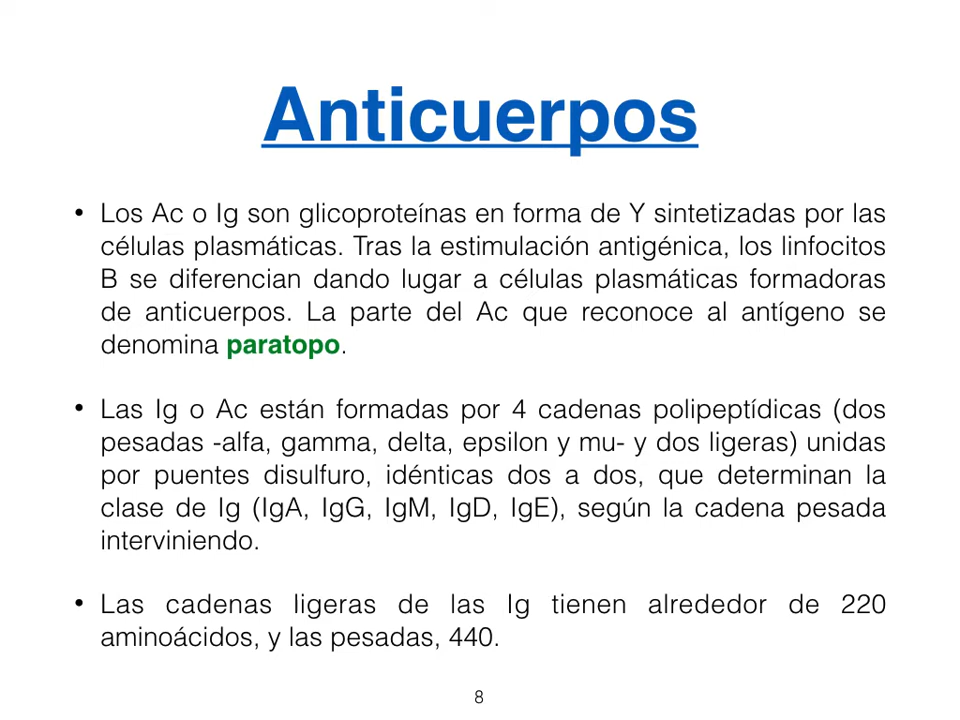 Anticuerpos
• Los Ac o Ig son glicoproteínas en forma de Y sintetizadas por las
células plasmáticas. Tras la estimulación antigénica, los linfocitos
B se diferencian dando lugar a células plasmáticas formadoras
de anticuerpos. La parte del Ac que reconoce al antígeno se
denomina paratopo.
• Las Ig o Ac están formadas por 4 cadenas polipeptídicas (dos
pesadas -alfa, gamma, delta, epsilon y mu- y dos ligeras) unidas
por puentes disulfuro, idénticas dos a dos, que determinan la
clase de Ig (IgA, IgG, IgM, IgD, IgE), según la cadena pesada
interviniendo.
• Las cadenas ligeras de las Ig tienen alrededor de 220
aminoácidos, y las pesadas, 440.
8